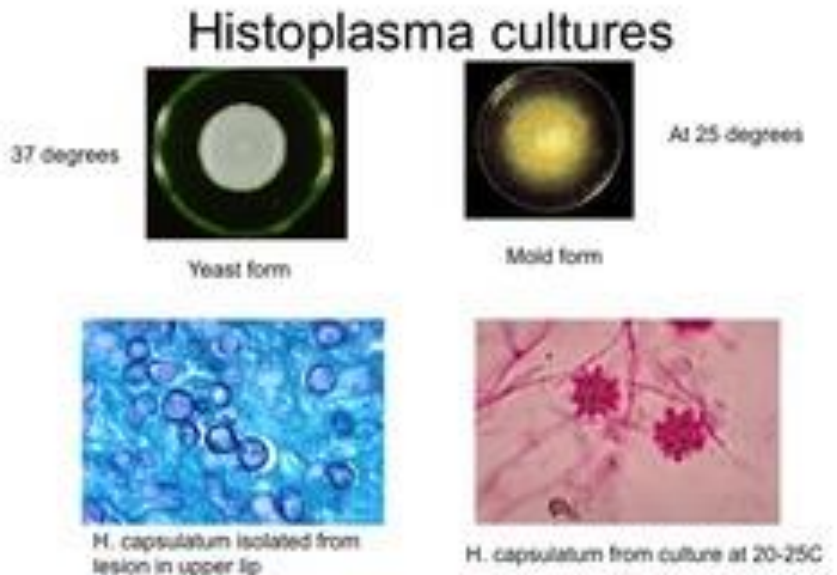 Histoplasma cultures
37 degrees
At 25 degrees
Yeast form
Mold form
H. capsulatum isolated from
lesion in upper lip
H. capsulatum from culture at 20-25C